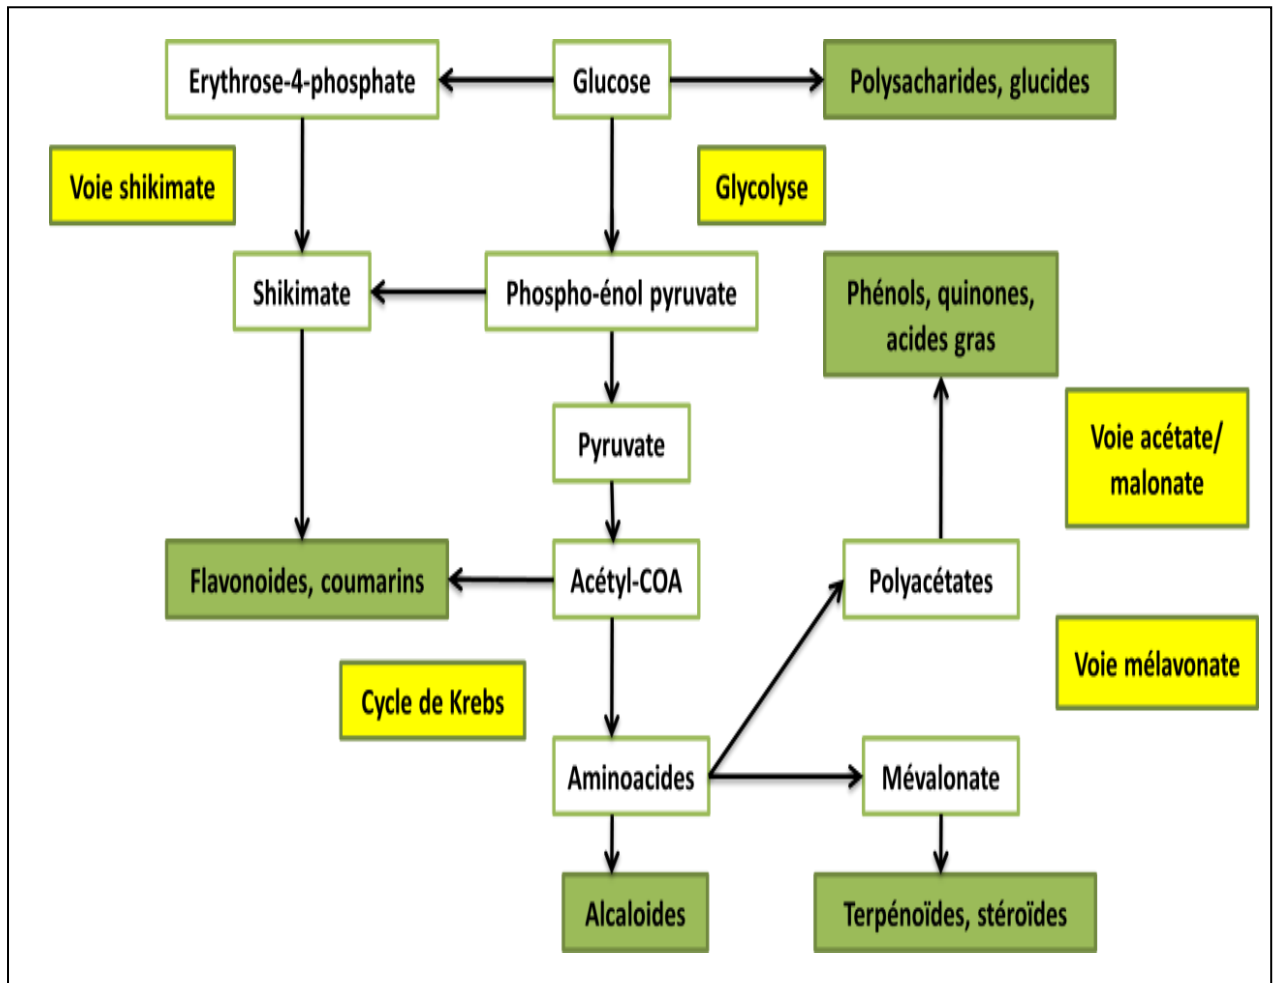 Erythrose-4-phosphate
Glucose
Polysacharides, glucides
Voie shikimate
Glycolyse
Shikimate
Phospho-énol pyruvate
Phénols, quinones,
acides gras
Pyruvate
Voie acétate/
malonate
Flavonoides, coumarins
Acétyl-COA
Polyacétates
Voie mélavonate
Cycle de Krebs
Aminoacides
Mévalonate
Alcaloides
Terpénoïdes, stéroïdes